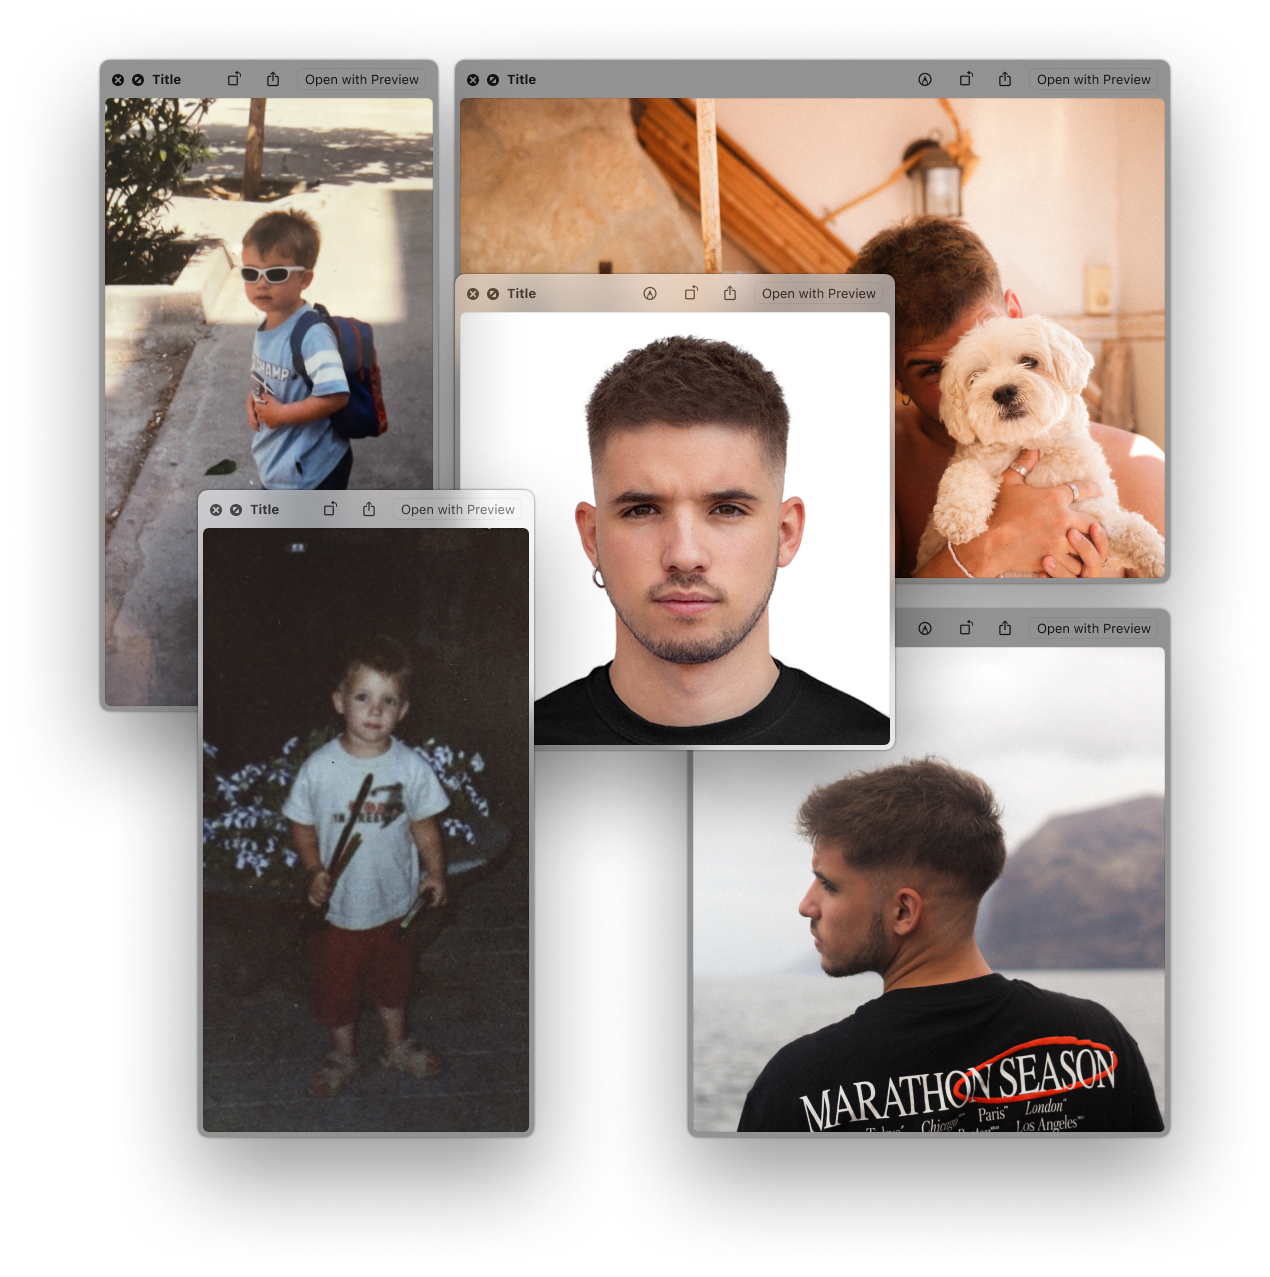 Title
Open with Preview
Title
Open with Preview
Title
Open with Preview
Title
Open with Preview
Open with Preview
MARATHON SEASON
Chicago
Paris
London
Los Angeles